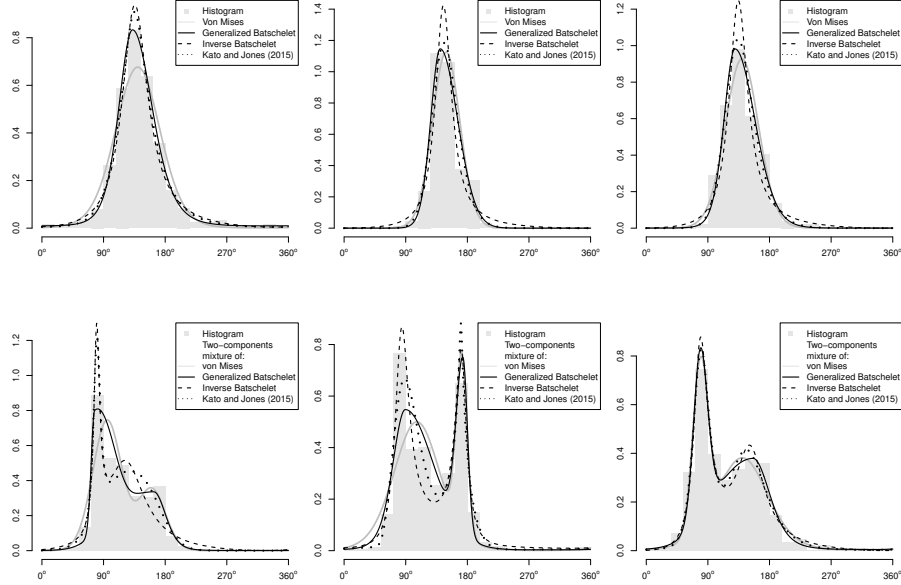 Histogram
Von Mises
Generalized Batschelet
Inverse Batschelet
Kato and Jones (2015)
0.0 0.2 0.4 0.6 0.8
0° 90° 180° 270° 360°
Histogram
Von Mises
Generalized Batschelet
Inverse Batschelet
Kato and Jones (2015)
0.0 0.2 0.4 0.6 0.8 1.0 1.2 1.4
0° 90° 180° 270° 360°
Histogram
Von Mises
Generalized Batschelet
Inverse Batschelet
Kato and Jones (2015)
0.0 0.2 0.4 0.6 0.8 1.0 1.2
0° 90° 180° 270° 360°
Histogram
Two−components
mixture of:
von Mises
Generalized Batschelet
Inverse Batschelet
Kato and Jones (2015)
0.0 0.2 0.4 0.6 0.8 1.0 1.2
0° 90° 180° 270° 360°
Histogram
Two−components
mixture of:
von Mises
Generalized Batschelet
Inverse Batschelet
Kato and Jones (2015)
0.0 0.2 0.4 0.6 0.8
0° 90° 180° 270° 360°
Histogram
Two−components
mixture of:
von Mises
Generalized Batschelet
Inverse Batschelet
Kato and Jones (2015)
0.0 0.2 0.4 0.6 0.8
0° 90° 180° 270° 360°